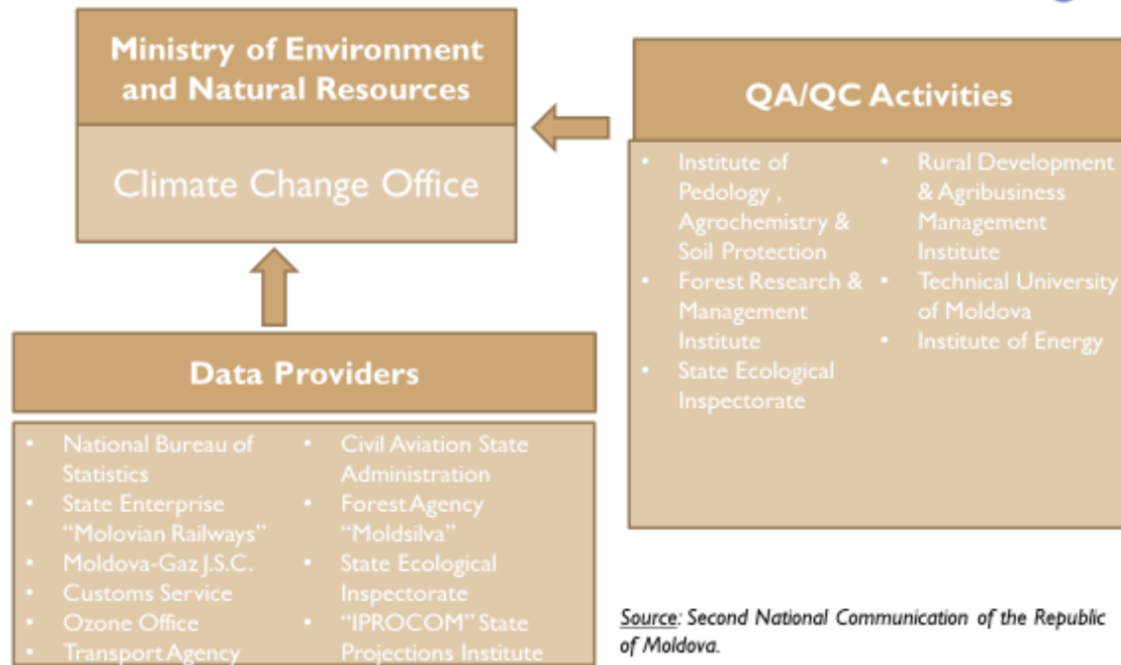 Ministry of Environment
and Natural Resources
Climate Change Office
QA/QC Activities
• Institute of
Pedology ,
Agrochemistry &
Soil Protection
• Forest Research &
Management
Institute
• State Ecological
Inspectorate
• Rural Development
& Agribusiness
Management
Institute
• Technical University
of Moldova
• Institute of Energy
Data Providers
• National Bureau of
Statistics
• State Enterprise
“Molovian Railways”
• Moldova-Gaz J.S.C.
• Customs Service
• Ozone Office
• Transport Agency
• Civil Aviation State
Administration
• Forest Agency
“Moldsilva”
• State Ecological
Inspectorate
• “IPROCOM” State
Projections Institute
Source: Second National Communication of the Republic
of Moldova.